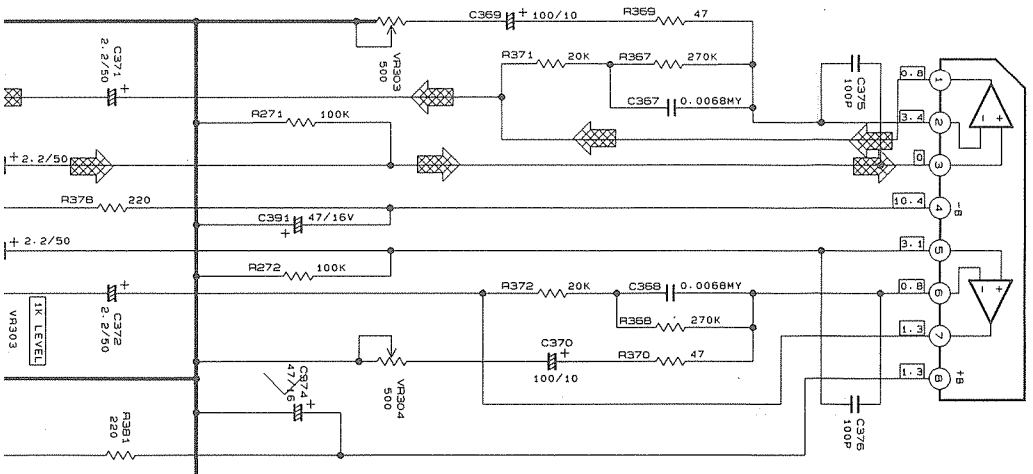 C369 + 100/10
R369 47
C371
2.2/50
+
VR303
500
R371 20K
R367 270K
C367 0.0068MY
C375
100P
0.8
1
R271 100K
3.4
2
- +
+ 2.2/50
0
3
R378 220
C391 47/16V
+
10.4
4
-B
+ 2.2/50
3.1
5
R272 100K
0.8
6
- +
R372 20K
C368 0.0068MY
C372
2.2/50
+
R368 270K
1K LEVEL
VR303
1.3
7
C370
+
100/10
R370 47
VR304
500
1.3
8
+B
C974
47/16
+
C376
100P
R381
220